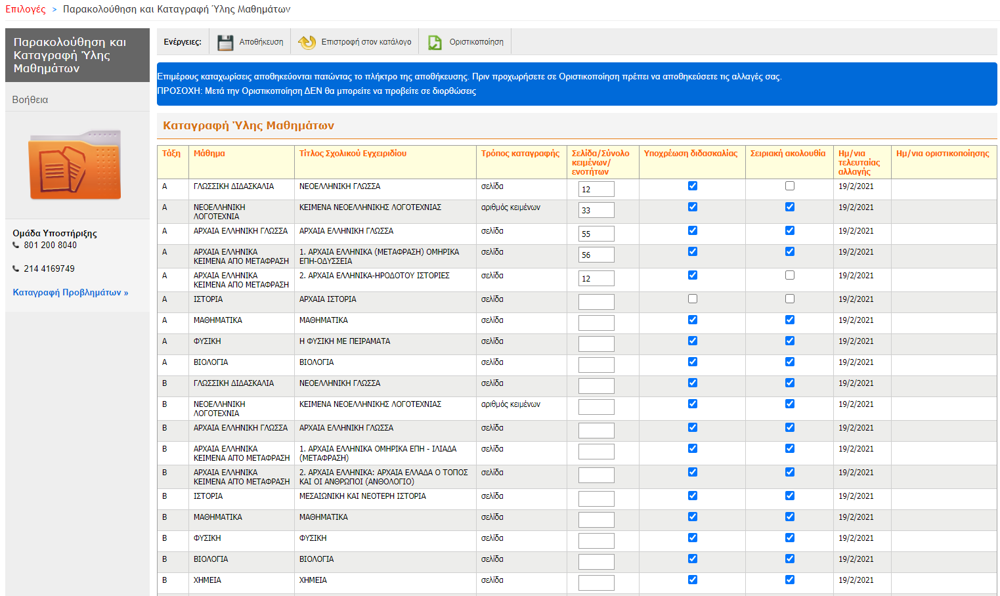 Επιλογές > Παρακολούθηση και Καταγραφή Ύλης Μαθημάτων
Παρακολούθηση και
Καταγραφή Ύλης
Μαθημάτων
Βοήθεια
Ομάδα Υποστήριξης
801 200 8040
214 4169749
Καταγραφή Προβλημάτων »
Ενέργειες: Αποθήκευση Επιστροφή στον κατάλογο Οριστικοποίηση
Επιμέρους καταχωρίσεις αποθηκεύονται πατώντας το πλήκτρο της αποθήκευσης. Πριν προχωρήσετε σε Οριστικοποίηση πρέπει να αποθηκεύσετε τις αλλαγές σας.
ΠΡΟΣΟΧΗ: Μετά την Οριστικοποίηση ΔΕΝ θα μπορείτε να προβείτε σε διορθώσεις
Καταγραφή Ύλης Μαθημάτων
Τάξη Μάθημα Τίτλος Σχολικού Εγχειριδίου Τρόπος καταγραφής Σελίδα/Σύνολο κειμένων/ ενοτήτων Υποχρέωση διδασκαλίας Σειριακή ακολουθία Ημ/νια τελευταίας αλλαγής Ημ/νια οριστικοποίησης
Α ΓΛΩΣΣΙΚΗ ΔΙΔΑΣΚΑΛΙΑ ΝΕΟΕΛΛΗΝΙΚΗ ΓΛΩΣΣΑ σελίδα 12 19/2/2021
Α ΝΕΟΕΛΛΗΝΙΚΗ ΛΟΓΟΤΕΧΝΙΑ ΚΕΙΜΕΝΑ ΝΕΟΕΛΛΗΝΙΚΗΣ ΛΟΓΟΤΕΧΝΙΑΣ αριθμός κειμένων 33 19/2/2021
Α ΑΡΧΑΙΑ ΕΛΛΗΝΙΚΗ ΓΛΩΣΣΑ ΑΡΧΑΙΑ ΕΛΛΗΝΙΚΗ ΓΛΩΣΣΑ σελίδα 55 19/2/2021
Α ΑΡΧΑΙΑ ΕΛΛΗΝΙΚΑ ΚΕΙΜΕΝΑ ΑΠΟ ΜΕΤΑΦΡΑΣΗ 1. ΑΡΧΑΙΑ ΕΛΛΗΝΙΚΑ (ΜΕΤΑΦΡΑΣΗ) ΟΜΗΡΙΚΑ ΕΠΗ-ΟΔΥΣΣΕΙΑ σελίδα 56 19/2/2021
Α ΑΡΧΑΙΑ ΕΛΛΗΝΙΚΑ ΚΕΙΜΕΝΑ ΑΠΟ ΜΕΤΑΦΡΑΣΗ 2. ΑΡΧΑΙΑ ΕΛΛΗΝΙΚΑ-ΗΡΟΔΟΤΟΥ ΙΣΤΟΡΙΕΣ σελίδα 12 19/2/2021
Α ΙΣΤΟΡΙΑ ΑΡΧΑΙΑ ΙΣΤΟΡΙΑ σελίδα 19/2/2021
Α ΜΑΘΗΜΑΤΙΚΑ ΜΑΘΗΜΑΤΙΚΑ σελίδα 19/2/2021
Α ΦΥΣΙΚΗ Η ΦΥΣΙΚΗ ΜΕ ΠΕΙΡΑΜΑΤΑ σελίδα 19/2/2021
Α ΒΙΟΛΟΓΙΑ ΒΙΟΛΟΓΙΑ σελίδα 19/2/2021
Β ΓΛΩΣΣΙΚΗ ΔΙΔΑΣΚΑΛΙΑ ΝΕΟΕΛΛΗΝΙΚΗ ΓΛΩΣΣΑ σελίδα 19/2/2021
Β ΝΕΟΕΛΛΗΝΙΚΗ ΛΟΓΟΤΕΧΝΙΑ ΚΕΙΜΕΝΑ ΝΕΟΕΛΛΗΝΙΚΗΣ ΛΟΓΟΤΕΧΝΙΑΣ αριθμός κειμένων 19/2/2021
Β ΑΡΧΑΙΑ ΕΛΛΗΝΙΚΗ ΓΛΩΣΣΑ ΑΡΧΑΙΑ ΕΛΛΗΝΙΚΗ ΓΛΩΣΣΑ σελίδα 19/2/2021
Β ΑΡΧΑΙΑ ΕΛΛΗΝΙΚΑ ΚΕΙΜΕΝΑ ΑΠΌ ΜΕΤΑΦΡΑΣΗ 1. ΑΡΧΑΙΑ ΕΛΛΗΝΙΚΑ ΟΜΗΡΙΚΑ ΕΠΗ - ΙΛΙΑΔΑ (ΜΕΤΑΦΡΑΣΗ) σελίδα 19/2/2021
Β ΑΡΧΑΙΑ ΕΛΛΗΝΙΚΑ ΚΕΙΜΕΝΑ ΑΠΌ ΜΕΤΑΦΡΑΣΗ 2. ΑΡΧΑΙΑ ΕΛΛΗΝΙΚΑ: ΑΡΧΑΙΑ ΕΛΛΑΔΑ Ο ΤΟΠΟΣ ΚΑΙ ΟΙ ΑΝΘΡΩΠΟΙ (ΑΝΘΟΛΟΓΙΟ) σελίδα 19/2/2021
Β ΙΣΤΟΡΙΑ ΜΕΣΑΙΩΝΙΚΗ ΚΑΙ ΝΕΟΤΕΡΗ ΙΣΤΟΡΙΑ σελίδα 19/2/2021
Β ΜΑΘΗΜΑΤΙΚΑ ΜΑΘΗΜΑΤΙΚΑ σελίδα 19/2/2021
Β ΦΥΣΙΚΗ ΦΥΣΙΚΗ σελίδα 19/2/2021
Β ΒΙΟΛΟΓΙΑ ΒΙΟΛΟΓΙΑ σελίδα 19/2/2021
Β ΧΗΜΕΙΑ ΧΗΜΕΙΑ σελίδα 19/2/2021